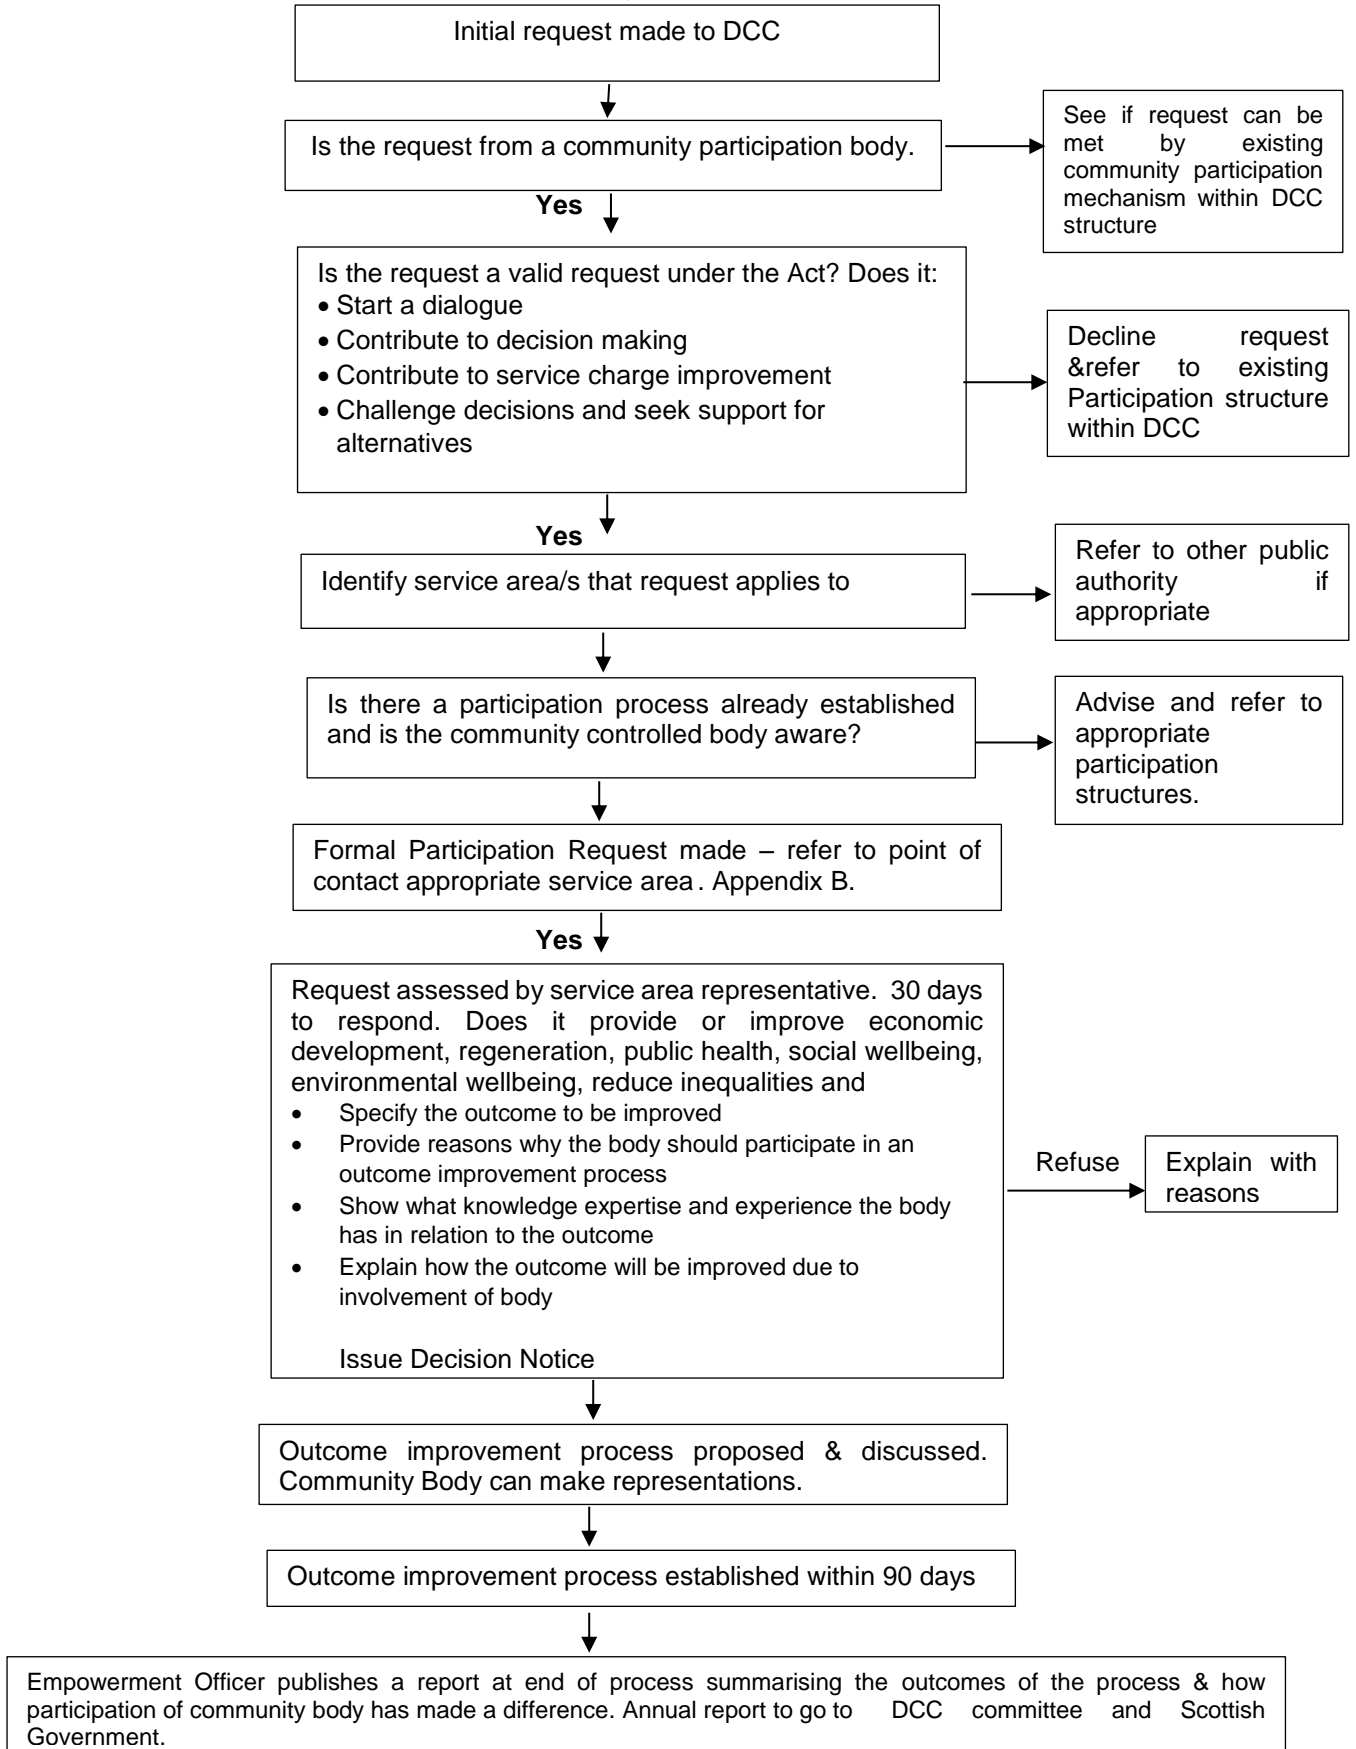 Initial request made to DCC
Is the request from a community participation body.
See if request can be
met by existing
community participation
mechanism within DCC
structure
Yes
Is the request a valid request under the Act? Does it:
• Start a dialogue
• Contribute to decision making
• Contribute to service charge improvement
• Challenge decisions and seek support for
alternatives
Decline request
&refer to existing
Participation structure
within DCC
Yes
Identify service area/s that request applies to
Refer to other public
authority if
appropriate
Is there a participation process already established
and is the community controlled body aware?
Advise and refer to
appropriate
participation
structures.
Formal Participation Request made – refer to point of
contact appropriate service area. Appendix B.
Yes
Request assessed by service area representative. 30 days
to respond. Does it provide or improve economic
development, regeneration, public health, social wellbeing,
environmental wellbeing, reduce inequalities and
• Specify the outcome to be improved
• Provide reasons why the body should participate in an
outcome improvement process
• Show what knowledge expertise and experience the body
has in relation to the outcome
• Explain how the outcome will be improved due to
involvement of body
Issue Decision Notice
Refuse
Explain with
reasons
Outcome improvement process proposed & discussed.
Community Body can make representations.
Outcome improvement process established within 90 days
Empowerment Officer publishes a report at end of process summarising the outcomes of the process & how
participation of community body has made a difference. Annual report to go to DCC committee and Scottish
Government.